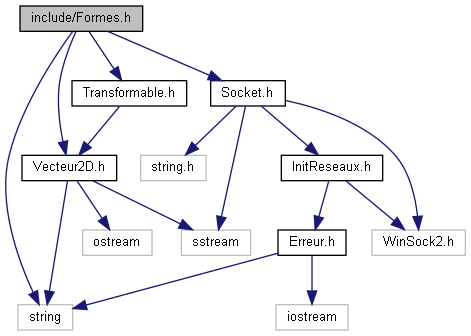 include/Formes.h
Transformable.h
Socket.h
Vecteur2D.h
string.h
InitReseaux.h
ostream
sstream
Erreur.h
WinSock2.h
string
iostream